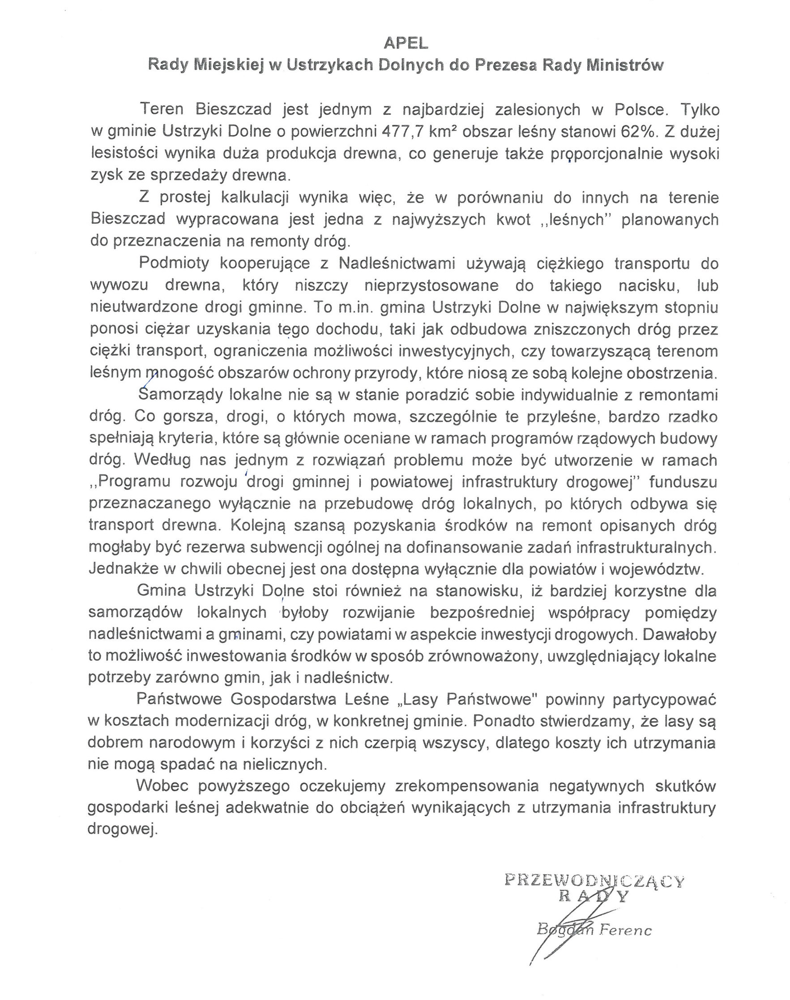 APEL
Rady Miejskiej w Ustrzykach Dolnych do Prezesa Rady Ministrów
Teren Bieszczad jest jednym z najbardziej zalesionych w Polsce. Tylko
w gminie Ustrzyki Dolne o powierzchni 477,7 km² obszar leśny stanowi 62%. Z dużej
lesistości wynika duża produkcja drewna, co generuje także proporcjonalnie wysoki
zysk ze sprzedaży drewna.
Z prostej kalkulacji wynika więc, że w porównaniu do innych na terenie
Bieszczad wypracowana jest jedna z najwyższych kwot ,,leśnych’’ planowanych
do przeznaczenia na remonty dróg.
Podmioty kooperujące z Nadleśnictwami używają ciężkiego transportu do
wywozu drewna, który niszczy nieprzystosowane do takiego nacisku, lub
nieutwardzone drogi gminne. To m.in. gmina Ustrzyki Dolne w największym stopniu
ponosi ciężar uzyskania tego dochodu, taki jak odbudowa zniszczonych dróg przez
ciężki transport, ograniczenia możliwości inwestycyjnych, czy towarzyszącą terenom
leśnym mnogość obszarów ochrony przyrody, które niosą ze sobą kolejne obostrzenia.
Samorządy lokalne nie są w stanie poradzić sobie indywidualnie z remontami
dróg. Co gorsza, drogi, o których mowa, szczególnie te przyleśne, bardzo rzadko
spełniają kryteria, które są głównie oceniane w ramach programów rządowych budowy
dróg. Według nas jednym z rozwiązań problemu może być utworzenie w ramach
,,Programu rozwoju drogi gminnej i powiatowej infrastruktury drogowej’’ funduszu
przeznaczanego wyłącznie na przebudowę dróg lokalnych, po których odbywa się
transport drewna. Kolejną szansą pozyskania środków na remont opisanych dróg
mogłaby być rezerwa subwencji ogólnej na dofinansowanie zadań infrastrukturalnych.
Jednakże w chwili obecnej jest ona dostępna wyłącznie dla powiatów i województw.
Gmina Ustrzyki Dolne stoi również na stanowisku, iż bardziej korzystne dla
samorządów lokalnych byłoby rozwijanie bezpośredniej współpracy pomiędzy
nadleśnictwami a gminami, czy powiatami w aspekcie inwestycji drogowych. Dawałoby
to możliwość inwestowania środków w sposób zrównoważony, uwzględniający lokalne
potrzeby zarówno gmin, jak i nadleśnictw.
Państwowe Gospodarstwa Leśne „Lasy Państwowe" powinny partycypować
w kosztach modernizacji dróg, w konkretnej gminie. Ponadto stwierdzamy, że lasy są
dobrem narodowym i korzyści z nich czerpią wszyscy, dlatego koszty ich utrzymania
nie mogą spadać na nielicznych.
Wobec powyższego oczekujemy zrekompensowania negatywnych skutków
gospodarki leśnej adekwatnie do obciążeń wynikających z utrzymania infrastruktury
drogowej.
PRZEWODNICZĄCY
RADY
Bogdan Ferenc